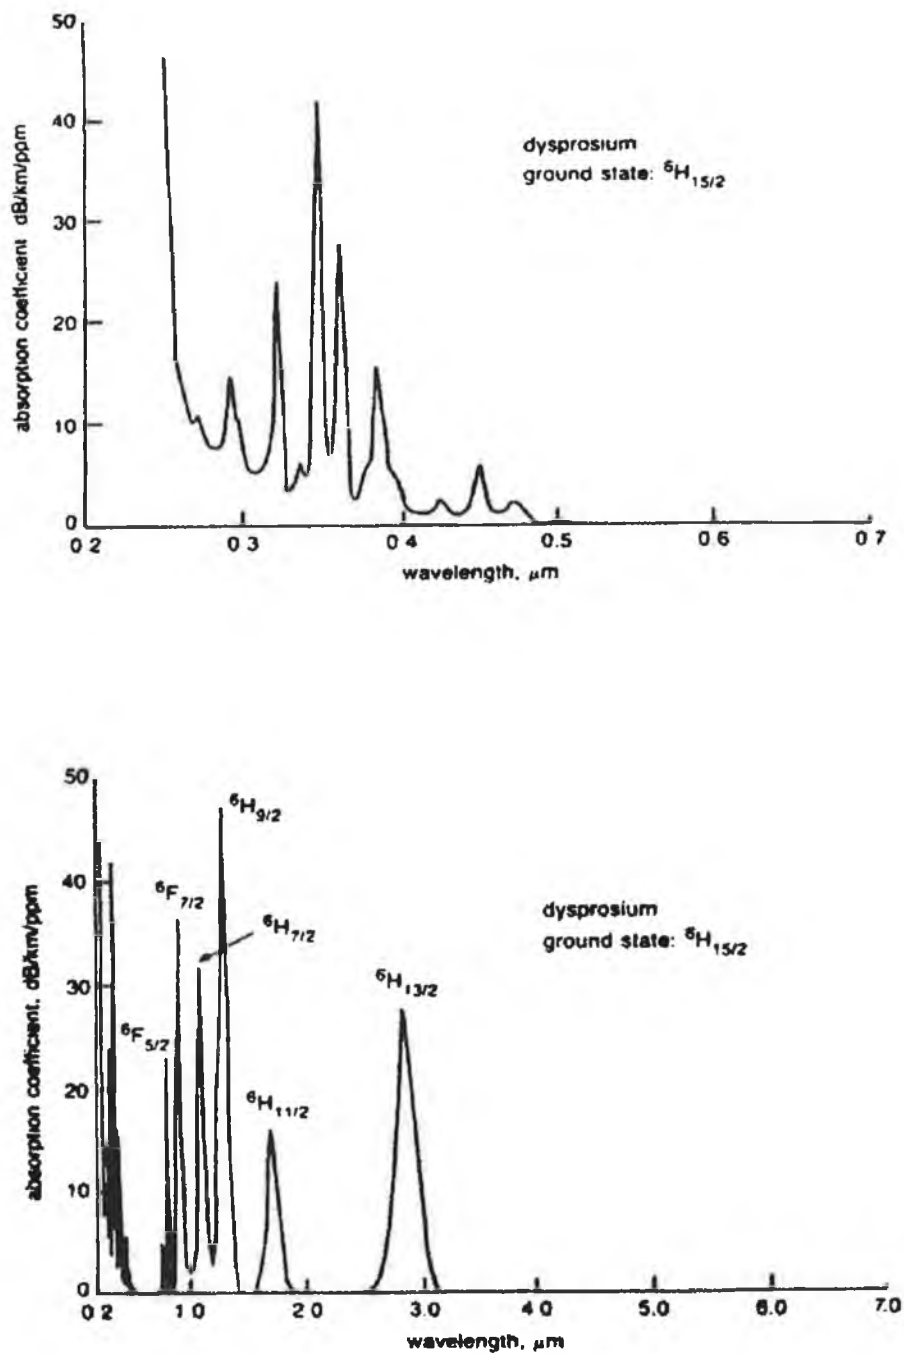 50
40
30
20
10
0
absorption coefficient dB/km/ppm
dysprosium
ground state: ⁶H₁₅/₂
0 2 0 3 0 4 0.5 0 6 0 7
wavelength, μm
50
40
30
20
10
0
absorption coefficient, dB/km/ppm
⁶H₉/₂
⁶F₇/₂
⁶H₇/₂
dysprosium
ground state: ⁶H₁₅/₂
⁶H₁₃/₂
⁶F₅/₂
⁶H₁₁/₂
0 2 1 0 2 0 3.0 4 0 5.0 6.0 7.0
wavelength, μm